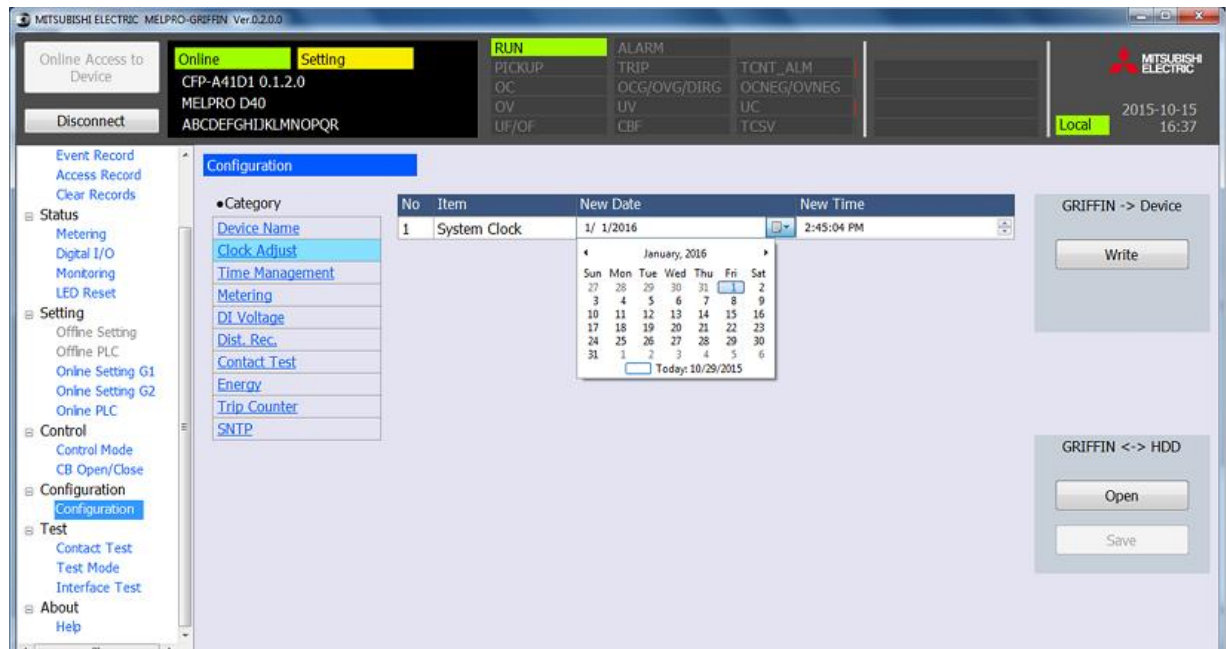 MITSUBISHI ELECTRIC MELPRO-GRIFFIN Ver.0.2.0.0
Online Access to
Device
Disconnect
Online Setting
CFP-A41D1 0.1.2.0
MELPRO D40
ABCDEFGHIJKLMNOPQR
RUN ALARM
PICKUP TRIP TCNT_ALM
OC OCG/OVG/DIRG OCNEG/OVNEG
OV UV UC
UF/OF CBF TCSV
MITSUBISHI
ELECTRIC
2015-10-15
Local 16:37
Event Record
Access Record
Clear Records
Status
Metering
Digital I/O
Monitoring
LED Reset
Setting
Offline Setting
Offline PLC
Online Setting G1
Online Setting G2
Online PLC
Control
Control Mode
CB Open/Close
Configuration
Configuration
Test
Contact Test
Test Mode
Interface Test
About
Help
Configuration
•Category
Device Name
Clock Adjust
Time Management
Metering
DI Voltage
Dist. Rec.
Contact Test
Energy
Trip Counter
SNTP
No Item New Date New Time
1 System Clock 1/ 1/2016 2:45:04 PM
January, 2016
Sun Mon Tue Wed Thu Fri Sat
27 28 29 30 31 1 2
3 4 5 6 7 8 9
10 11 12 13 14 15 16
17 18 19 20 21 22 23
24 25 26 27 28 29 30
31 1 2 3 4 5 6
Today: 10/29/2015
GRIFFIN -> Device
Write
GRIFFIN <-> HDD
Open
Save